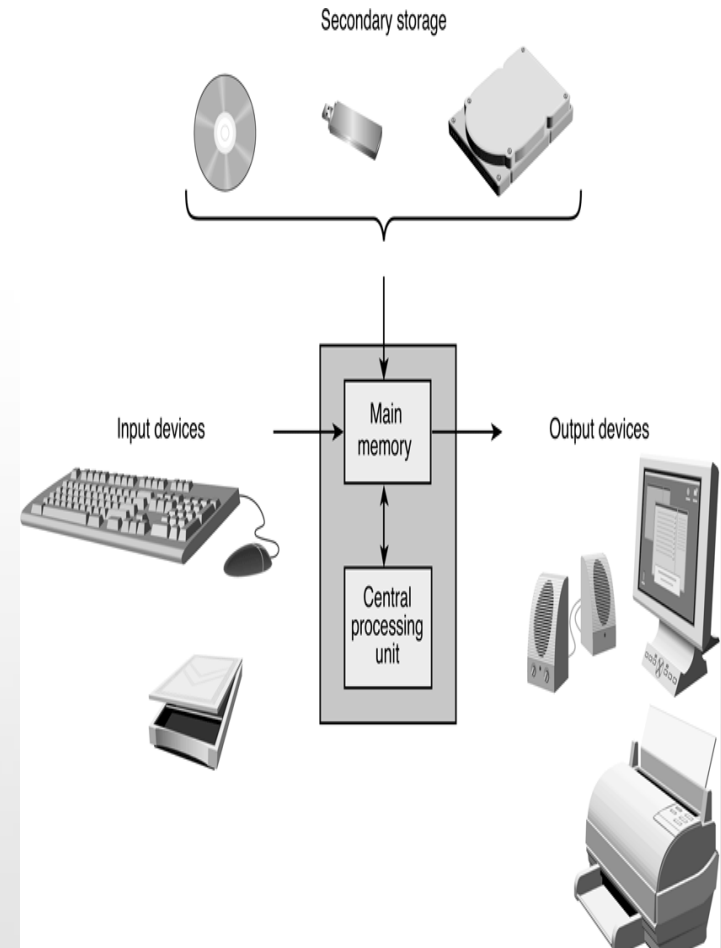 Secondary storage
Input devices
Main
memory
Output devices
Central
processing
unit